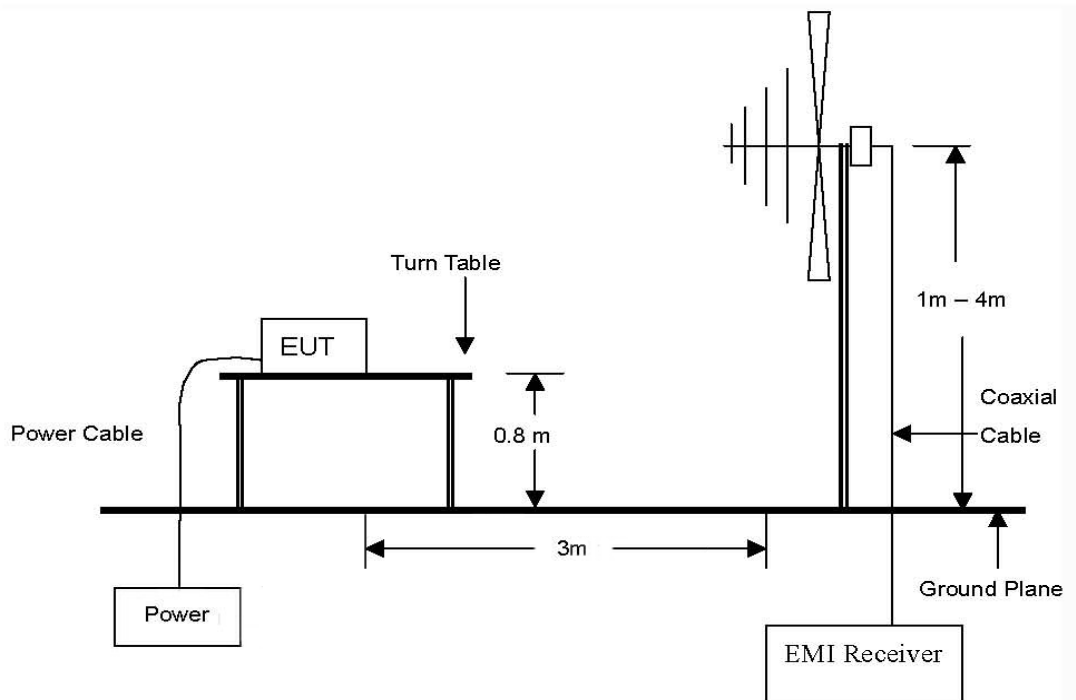 Turn Table
EUT
1m – 4m
Power Cable
0.8 m
Coaxial
Cable
3m
Ground Plane
Power
EMI Receiver